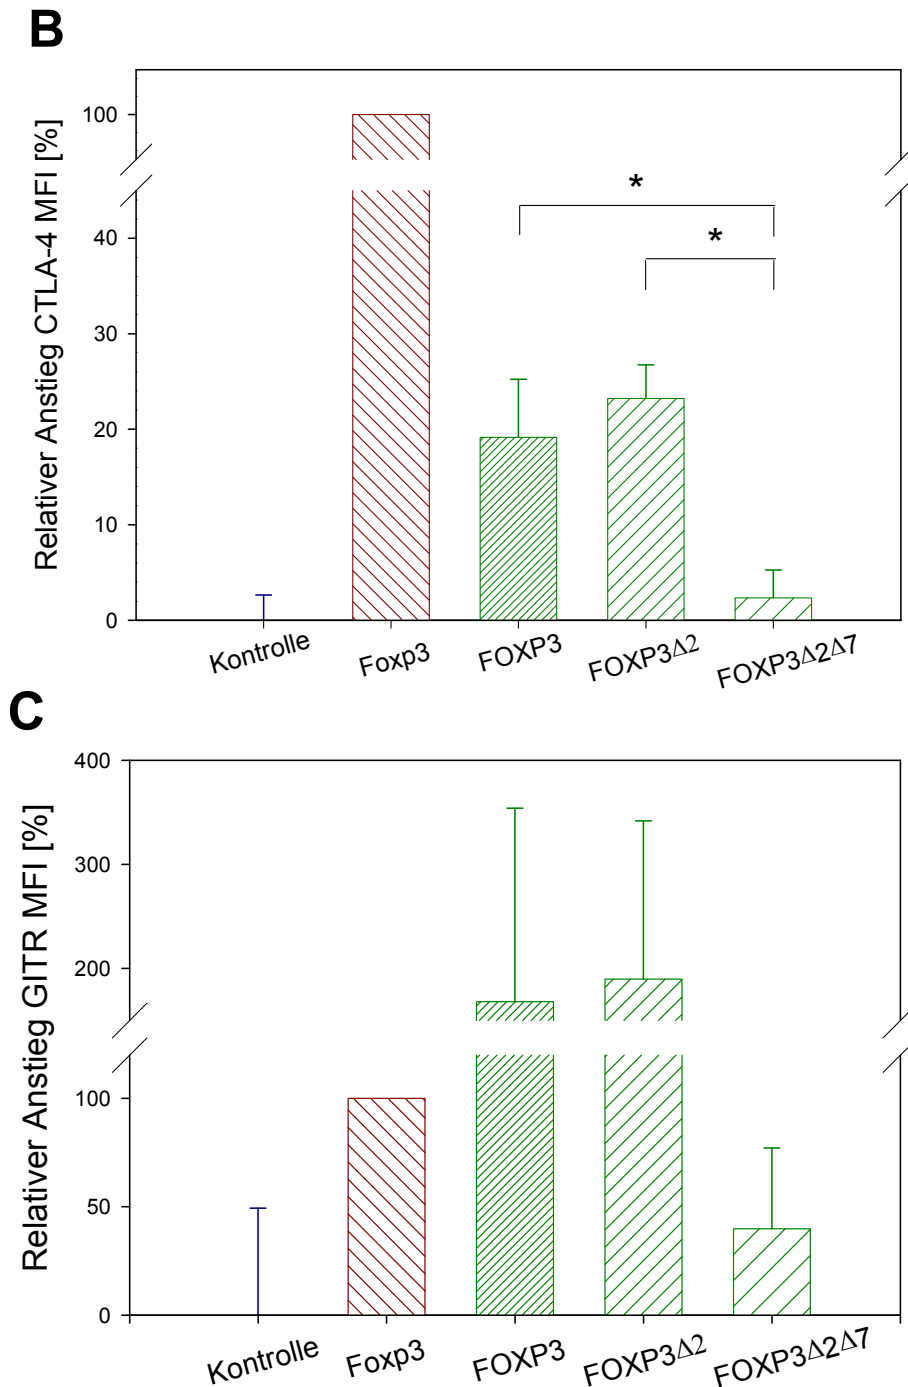 B
Relativer Anstieg CTLA-4 MFI [%]
100
40
30
20
10
0
*
*
Kontrolle
Foxp3
FOXP3
FOXP3Δ2
FOXP3Δ2Δ7
C
Relativer Anstieg GITR MFI [%]
400
300
200
100
50
0
Kontrolle
Foxp3
FOXP3
FOXP3Δ2
FOXP3Δ2Δ7